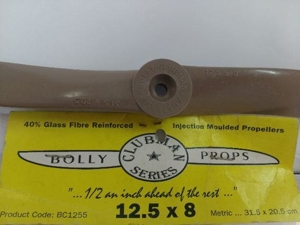 40% Glass Fibre Reinforced
Injection Moulded Propellers
BOLLY
CLUBMAN
SERIES
PROPS
"... 1/2 an inch ahead of the rest ..."
Product Code: BC1255
12.5 x 8
Metric ... 31.5 x 20.5 cm